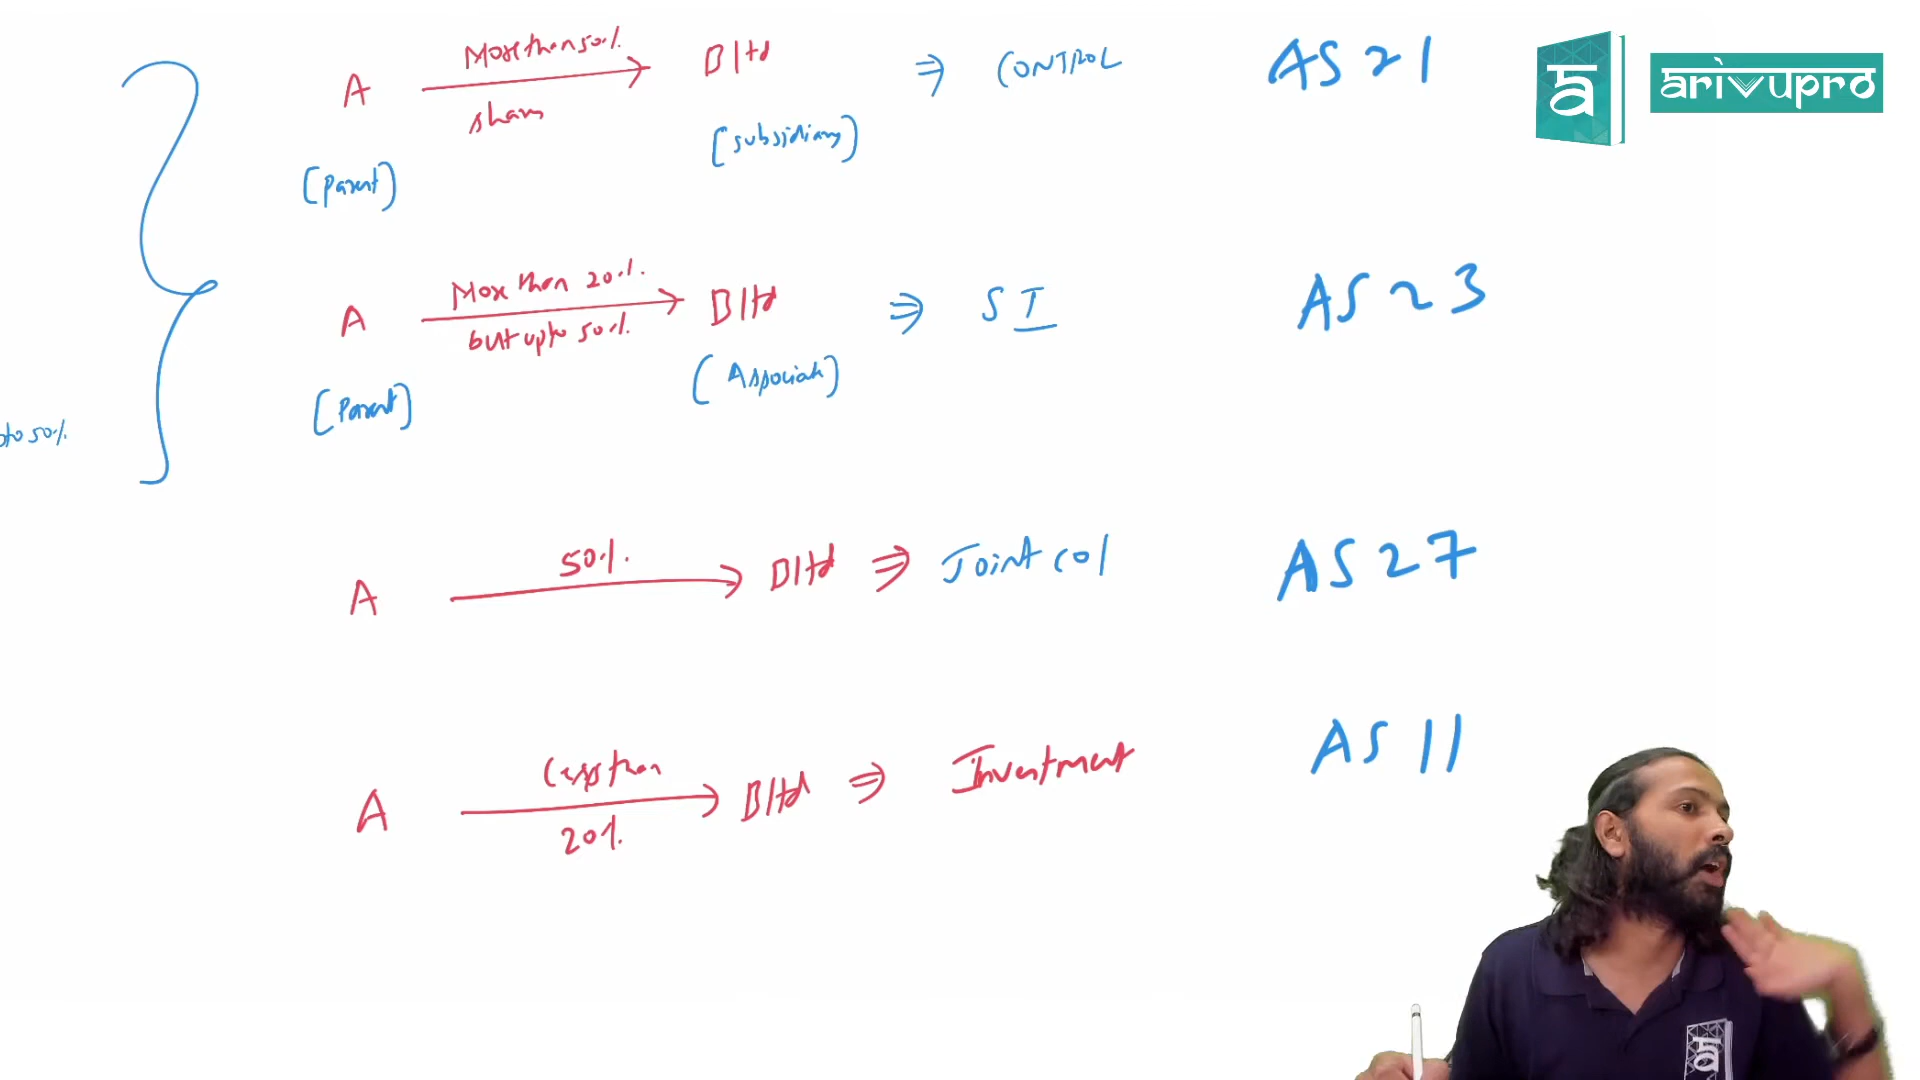 A More than 50%. B ltd ⇒ CONTROL AS 21
shares
[Parent] [subsidiary]
A More than 20%. B ltd ⇒ SI AS 23
but upto 50%.
[Parent] [Associate]
upto 50%
A 50%. B ltd ⇒ Joint col AS 27
A Less than B ltd ⇒ Investment AS 11
20%.
arivupro